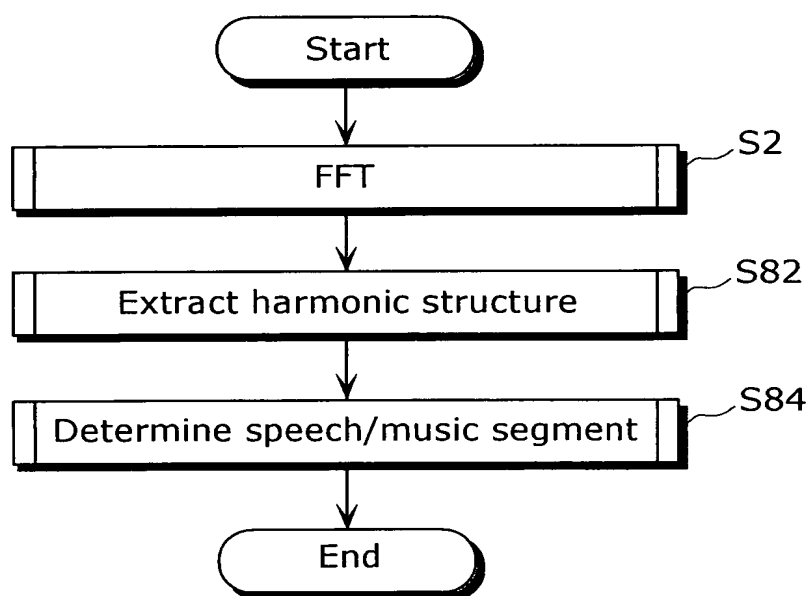 Start
FFT
S2
Extract harmonic structure
S82
Determine speech/music segment
S84
End